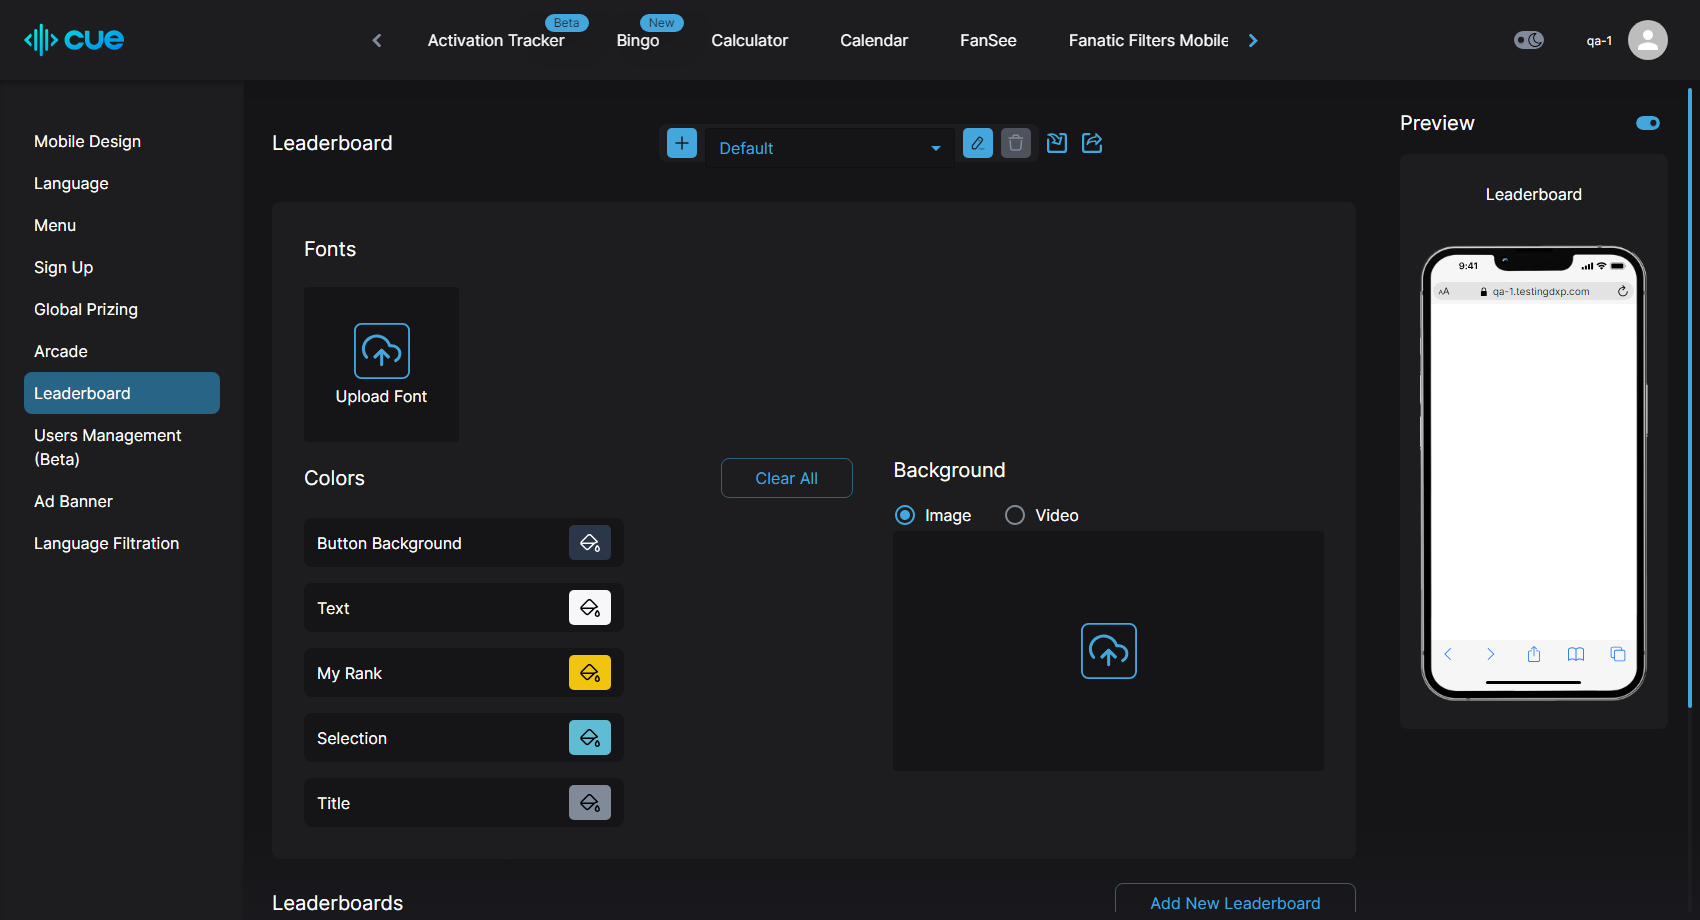 cue
Activation Tracker
Beta
Bingo
New
Calculator
Calendar
FanSee
Fanatic Filters Mobile
qa-1
Mobile Design
Language
Menu
Sign Up
Global Prizing
Arcade
Leaderboard
Users Management
(Beta)
Ad Banner
Language Filtration
Leaderboard
Default
Fonts
Upload Font
Colors
Clear All
Button Background
Text
My Rank
Selection
Title
Background
Image
Video
Leaderboards
Add New Leaderboard
Preview
Leaderboard
9:41
AA
qa-1.testingdxp.com